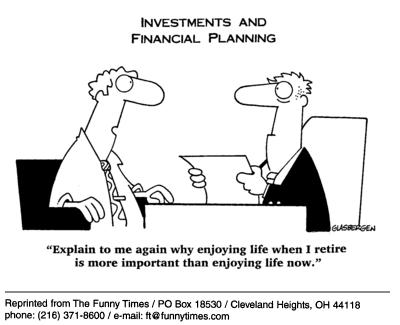 INVESTMENTS AND
FINANCIAL PLANNING
GLASBERGEN
"Explain to me again why enjoying life when I retire
is more important than enjoying life now."
Reprinted from The Funny Times / PO Box 18530 / Cleveland Heights, OH 44118
phone: (216) 371-8600 / e-mail: ft@funnytimes.com